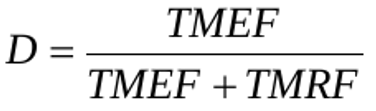 D = TMEF / (TMEF + TMRF)